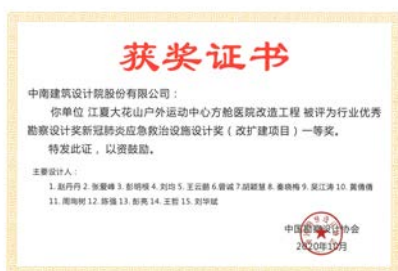 获奖证书
中南建筑设计院股份有限公司：
你单位 江夏大花山户外运动中心方舱医院改造工程 被评为行业优秀
勘察设计奖新冠肺炎应急救治设施设计奖（改扩建项目）一等奖。
特发此证，以资鼓励。
主要设计人：
1. 赵丹丹 2. 张爱峰 3. 彭明根 4. 刘均 5. 王云鹏 6.曾诚 7.胡颖慧 8. 秦晓梅 9. 吴江涛 10. 黄倩倩
11. 周驹树 12. 陈强 13. 彭亮 14. 王哲 15. 刘华斌
中国勘察设计协会
2020年10月